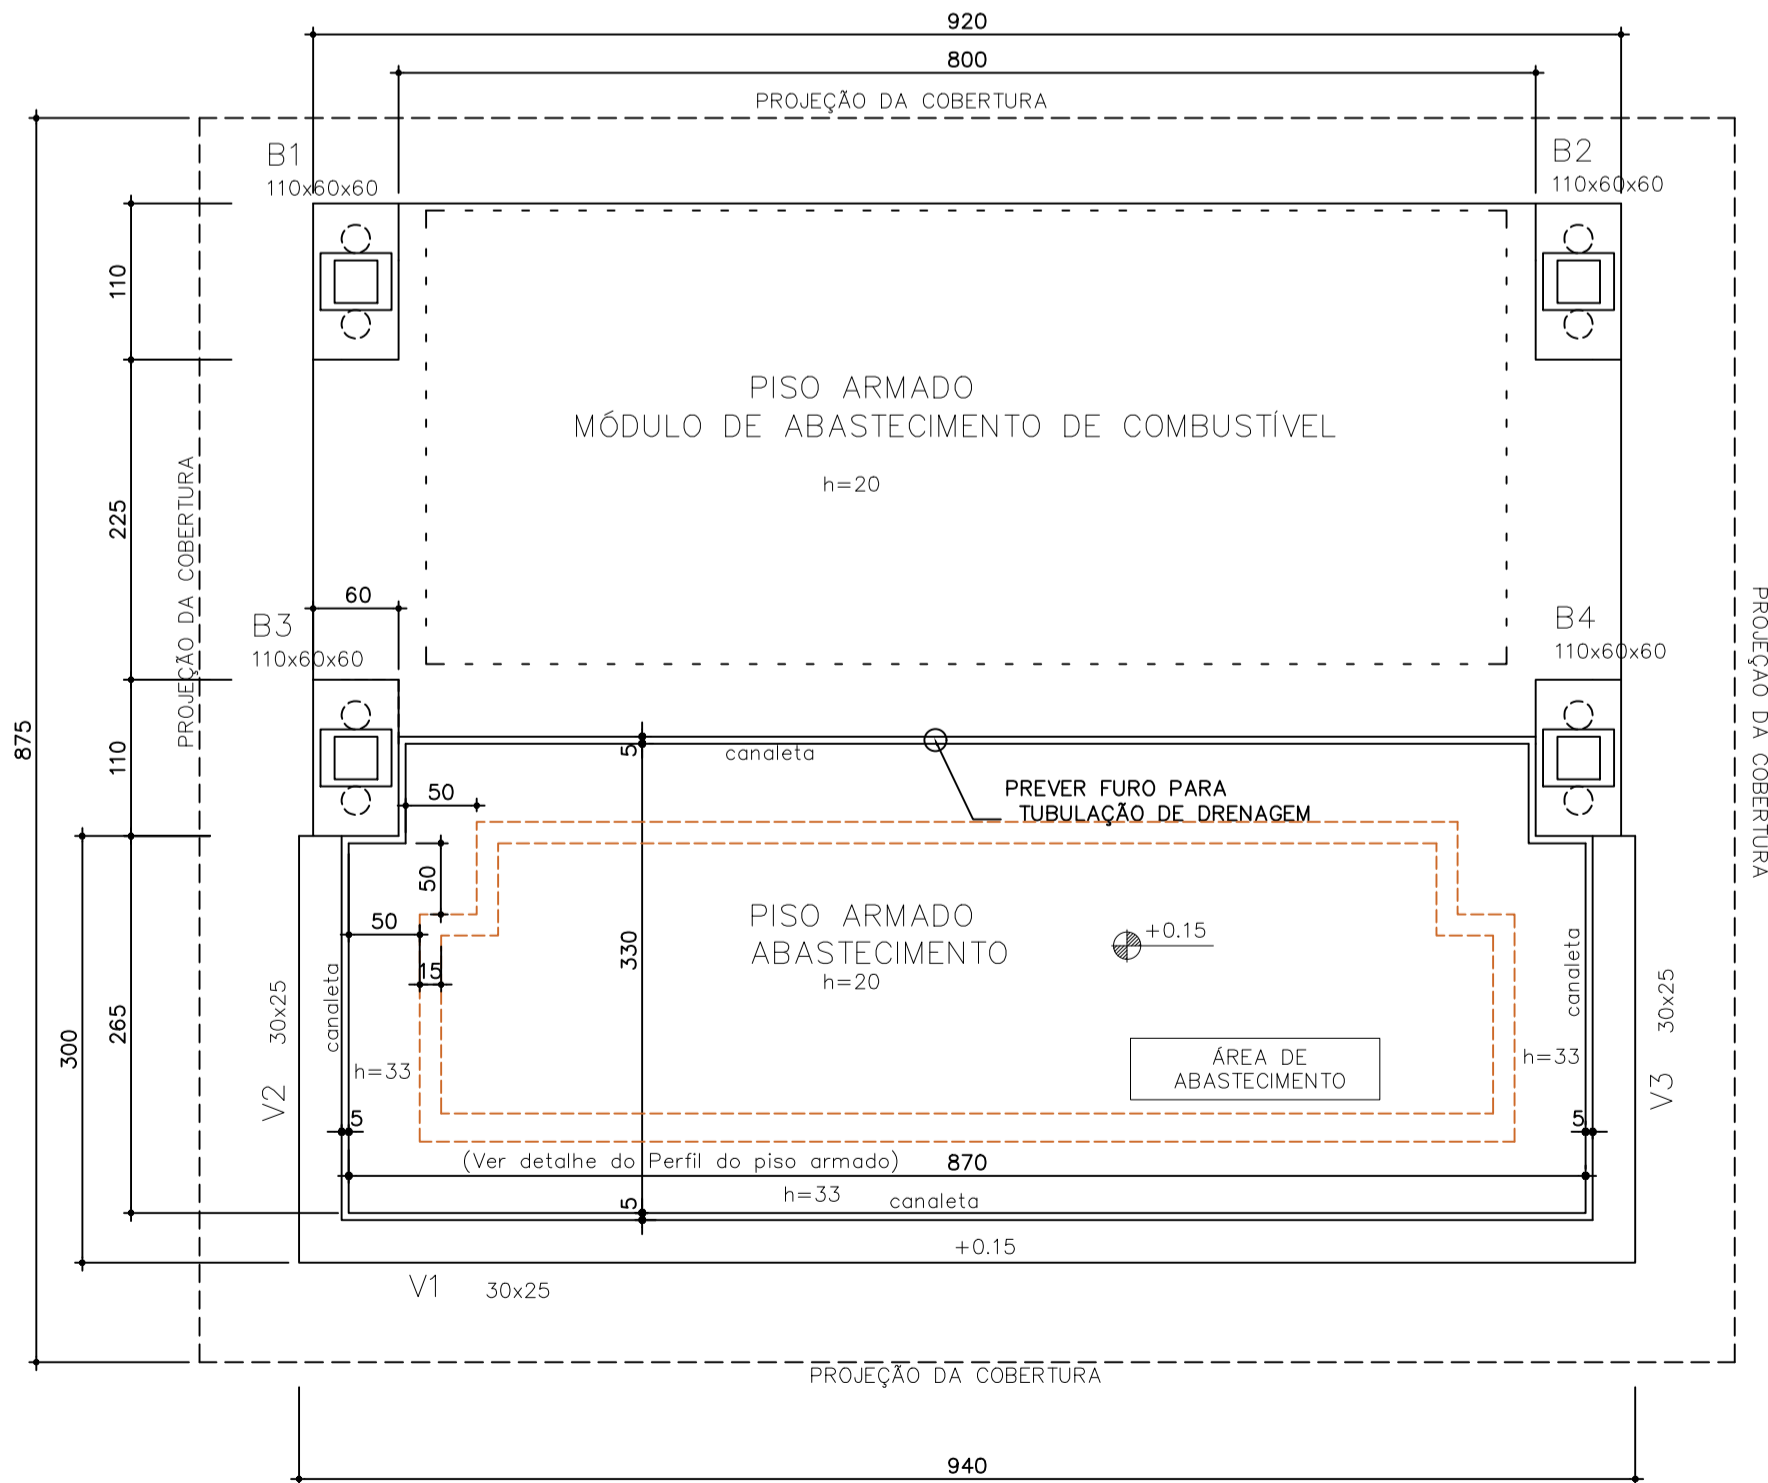 920
800
PROJEÇÃO DA COBERTURA
B1
110x60x60
B2
110x60x60
110
PISO ARMADO
MÓDULO DE ABASTECIMENTO DE COMBUSTÍVEL
h=20
225
PROJEÇÃO DA COBERTURA
60
B3
110x60x60
B4
110x60x60
PROJEÇÃO DA COBERTURA
875
110
5
canaleta
50
PREVER FURO PARA
TUBULAÇÃO DE DRENAGEM
50
50
15
330
PISO ARMADO
ABASTECIMENTO
h=20
+0.15
canaleta
canaleta
30x25
V2
30x25
V3
300
265
h=33
h=33
ÁREA DE
ABASTECIMENTO
5
5
(Ver detalhe do Perfil do piso armado)
870
h=33
canaleta
5
+0.15
V1
30x25
PROJEÇÃO DA COBERTURA
940